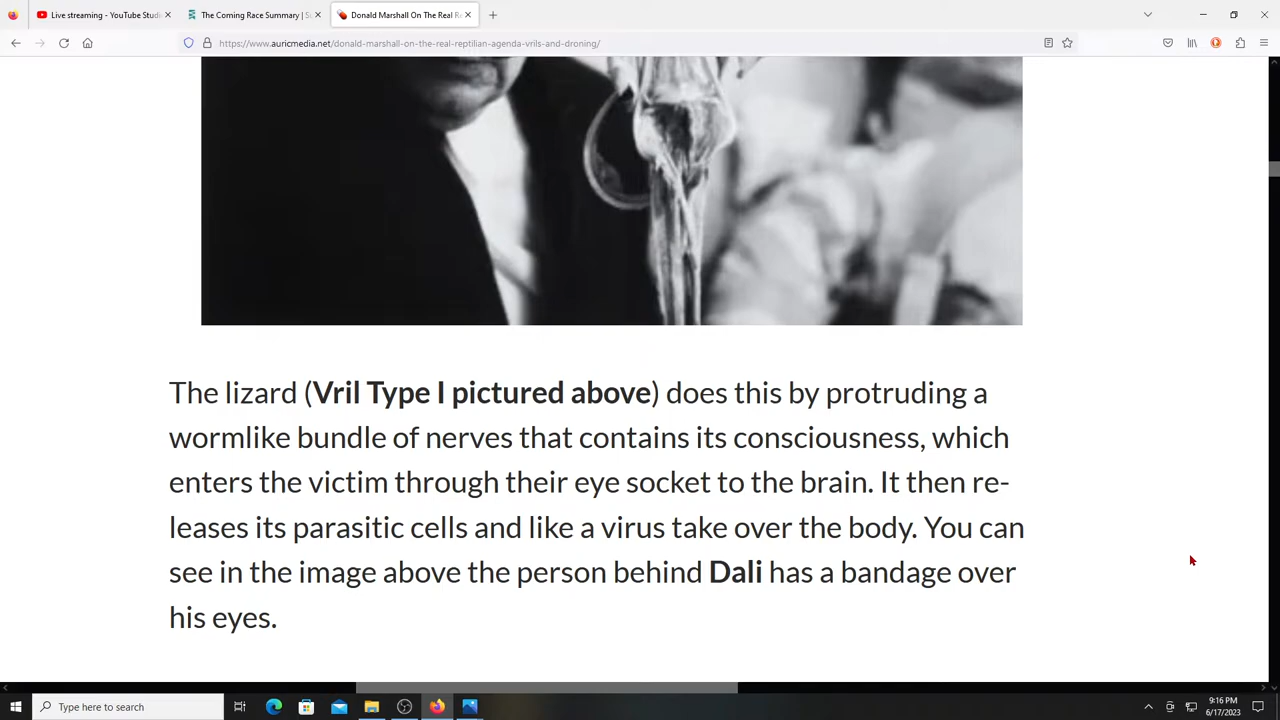 Live streaming - YouTube Studi
The Coming Race Summary | S
Donald Marshall On The Real R
https://www.auricmedia.net/donald-marshall-on-the-real-reptilian-agenda-vrils-and-droning/
The lizard (Vril Type I pictured above) does this by protruding a
wormlike bundle of nerves that contains its consciousness, which
enters the victim through their eye socket to the brain. It then re-
leases its parasitic cells and like a virus take over the body. You can
see in the image above the person behind Dali has a bandage over
his eyes.
Type here to search
9:16 PM
6/17/2023